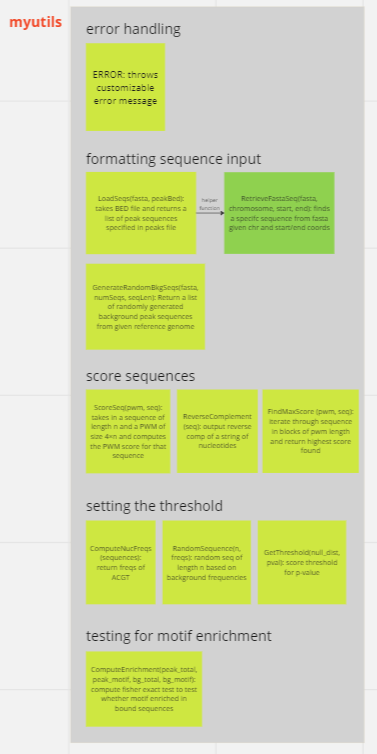 myutils
error handling
ERROR: throws
customizable
error message
formatting sequence input
LoadSeqs(fasta, peakBed):
takes BED file and returns a
list of peak sequences
specified in peaks file
helper
function
RetrieveFastaSeq(fasta,
chromosome, start, end): finds
a specifc sequence from fasta
given chr and start/end coords
GenerateRandomBkgSeqs(fasta,
numSeqs, seqLen): Return a list
of randomly generated
background peak sequences
from given reference genome
score sequences
ScoreSeq(pwm, seq):
takes in a sequence of
length n and a PWM of
size 4×n and computes
the PWM score for that
sequence
ReverseComplement
(seq): output reverse
comp of a string of
nucleotides
FindMaxScore (pwm, seq):
iterate through sequence
in blocks of pwm length
and return highest score
found
setting the threshold
ComputeNucFreqs
(sequences):
return freqs of
ACGT
RandomSequence(n,
freqs): random seq of
length n based on
background frequencies
GetThreshold(null_dist,
pval): score threshold
for p-value
testing for motif enrichment
ComputeEnrichment(peak_total,
peak_motif, bg_total, bg_motif):
compute fisher exact test to test
whether motif enriched in
bound sequences